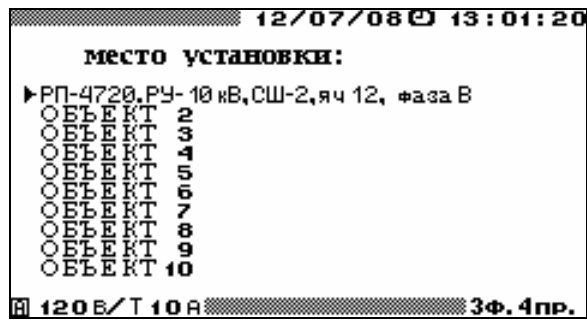 12/07/08 13:01:20
место установки:
РП-4720.РУ-10 кВ,СШ-2,яч 12, фаза В
ОБЪЕКТ 2
ОБЪЕКТ 3
ОБЪЕКТ 4
ОБЪЕКТ 5
ОБЪЕКТ 6
ОБЪЕКТ 7
ОБЪЕКТ 8
ОБЪЕКТ 9
ОБЪЕКТ 10
А 120 В/Т 10 А 3Ф.4пр.